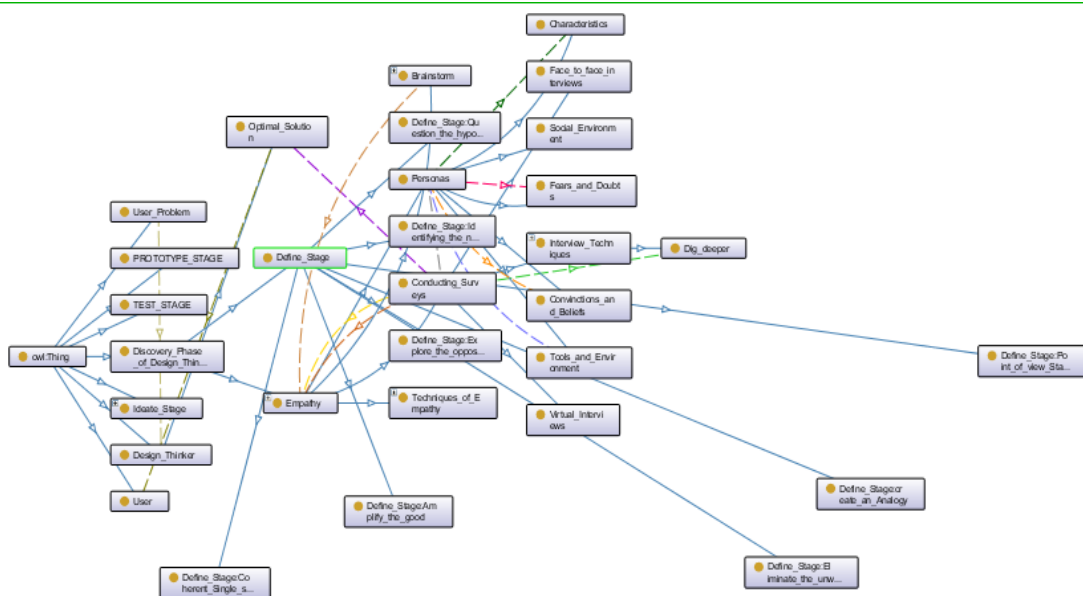 Characteristics
Face_to_face_in
terviews
Brainstorm
Optimal_Solutio
n
Define_Stage:Qu
estion_the_hypo...
Social_Environm
ent
Personas
Fears_and_Doubt
s
User_Problem
Define_Stage:Id
entifying_the_n...
Interview_Techn
iques
Dig_deeper
PROTOTYPE_STAGE
Define_Stage
Conducting_Surv
eys
TEST_STAGE
Convictions_an
d_Beliefs
owl:Thing
Discovery_Phase
_of_Design_Thin...
Define_Stage:Ex
plore_the_oppos...
Tools_and_Envir
onment
Define_Stage:Po
int_of_view_Sta...
Ideate_Stage
Empathy
Techniques_of_E
mpathy
Virtual_Intervi
ews
Design_Thinker
User
Define_Stage:Am
plify_the_good
Define_Stage:cr
eate_an_Analogy
Define_Stage:Co
herent_Single_s...
Define_Stage:El
iminate_the_unw...